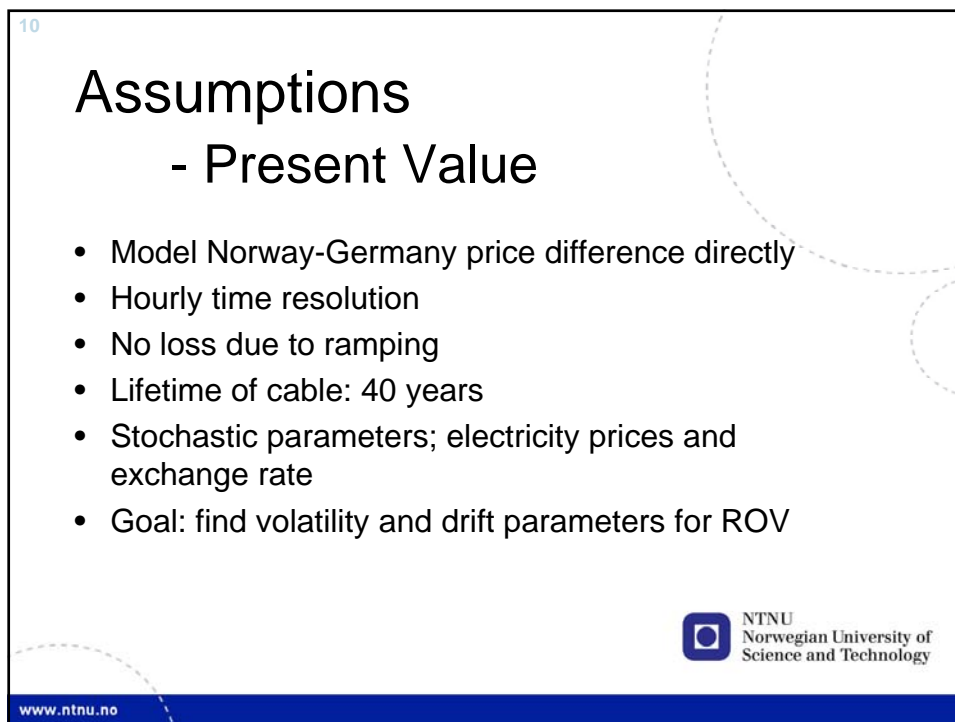 10
Assumptions
- Present Value
• Model Norway-Germany price difference directly
• Hourly time resolution
• No loss due to ramping
• Lifetime of cable: 40 years
• Stochastic parameters; electricity prices and
exchange rate
• Goal: find volatility and drift parameters for ROV
NTNU
Norwegian University of
Science and Technology
www.ntnu.no